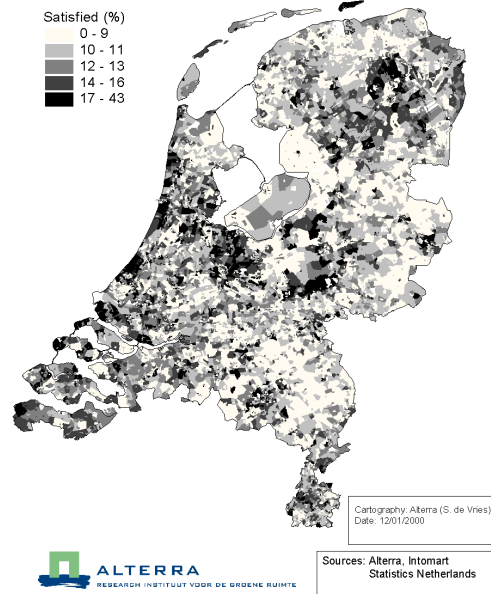 Satisfied (%)
0 - 9
10 - 11
12 - 13
14 - 16
17 - 43
Cartography: Alterra (S. de Vries)
Date: 12/01/2000
Sources: Alterra, Intomart
Statistics Netherlands
ALTERRA
RESEARCH INSTITUUT VOOR DE GROENE RUIMTE